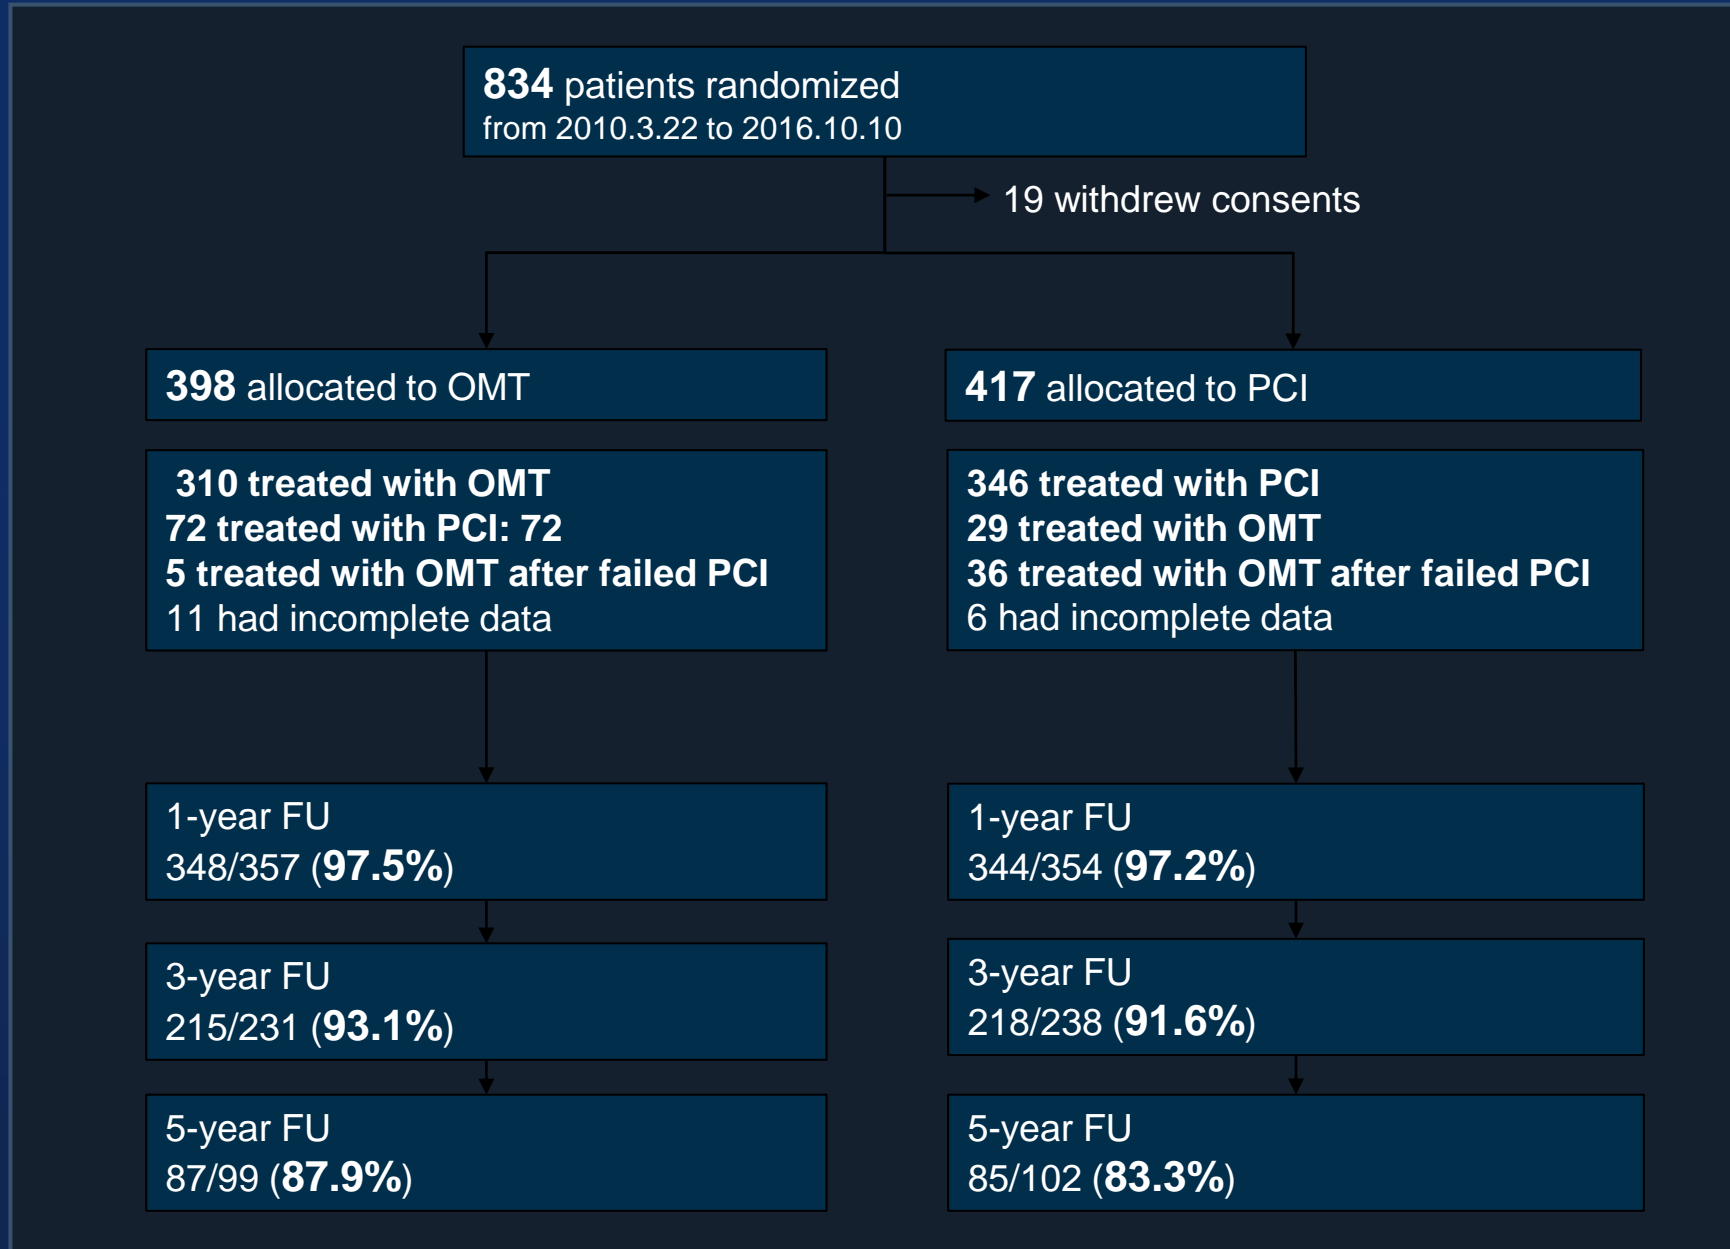 834 patients randomized
from 2010.3.22 to 2016.10.10
19 withdrew consents
398 allocated to OMT
417 allocated to PCI
310 treated with OMT
72 treated with PCI: 72
5 treated with OMT after failed PCI
11 had incomplete data
346 treated with PCI
29 treated with OMT
36 treated with OMT after failed PCI
6 had incomplete data
1-year FU
348/357 (97.5%)
1-year FU
344/354 (97.2%)
3-year FU
215/231 (93.1%)
3-year FU
218/238 (91.6%)
5-year FU
87/99 (87.9%)
5-year FU
85/102 (83.3%)